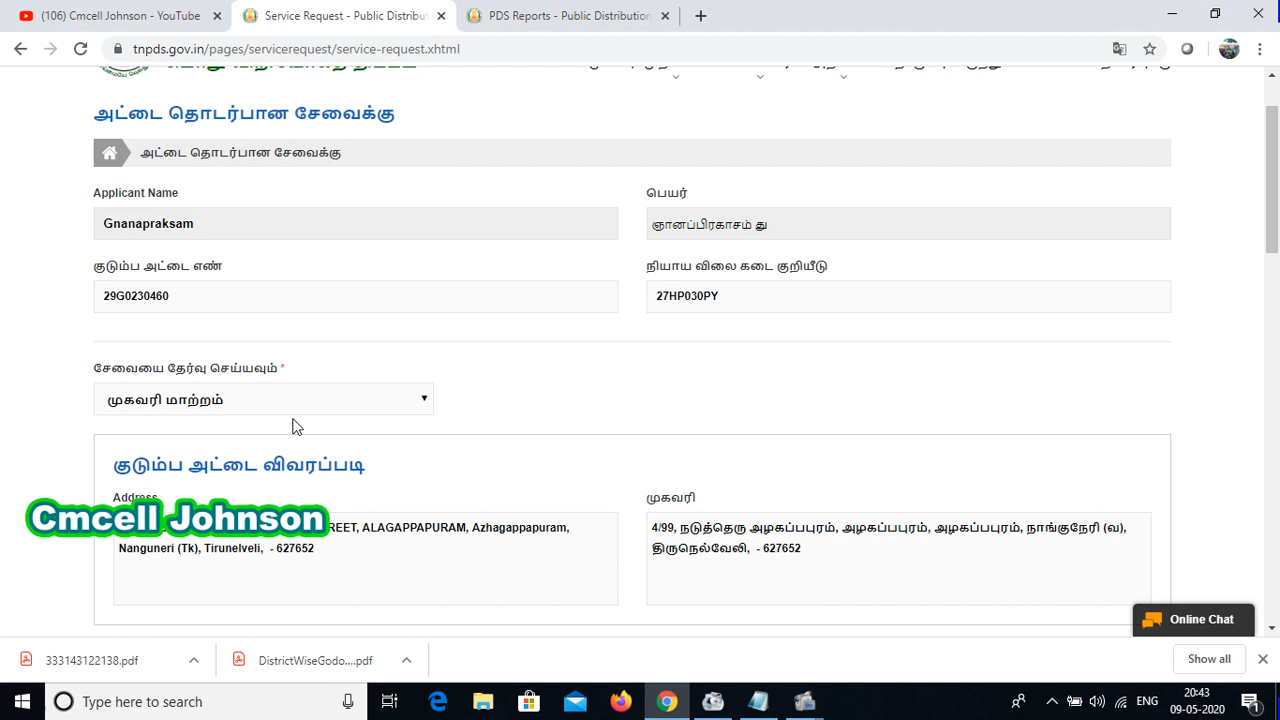 (106) Cmcell Johnson - YouTube
Service Request - Public Distribut
PDS Reports - Public Distribution
tnpds.gov.in/pages/servicerequest/service-request.xhtml
அட்டை தொடர்பான சேவைக்கு
அட்டை தொடர்பான சேவைக்கு
Applicant Name
பெயர்
Gnanapraksam
ஞானப்பிரகாசம் து
குடும்ப அட்டை எண்
நியாய விலை கடை குறியீடு
29G0230460
27HP030PY
சேவையை தேர்வு செய்யவும் *
முகவரி மாற்றம்
குடும்ப அட்டை விவரப்படி
Address
முகவரி
REET, ALAGAPPAPURAM, Azhagappapuram,
Nanguneri (Tk), Tirunelveli, - 627652
4/99, நடுத்தெரு அழகப்பபுரம், அழகப்பபுரம், அழகப்பபுரம், நாங்குநேரி (வ),
திருநெல்வேலி, - 627652
Cmcell Johnson
Online Chat
333143122138.pdf
DistrictWiseGodo....pdf
Show all
Type here to search
ENG
20:43
09-05-2020
1